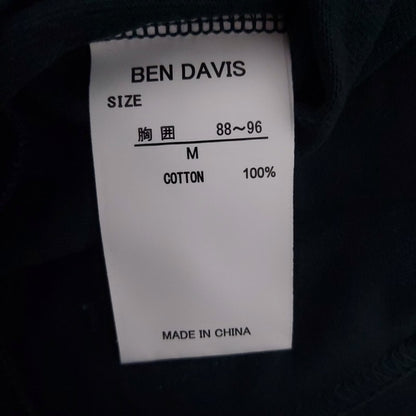 BEN DAVIS
SIZE
胸囲 88～96
M
COTTON 100%
MADE IN CHINA